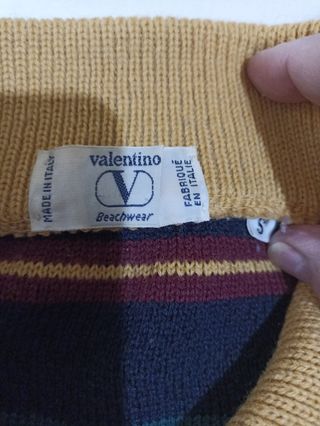 MADE IN ITALY
valentino
V
Beachwear
FABRIQUÉ
EN ITALIE